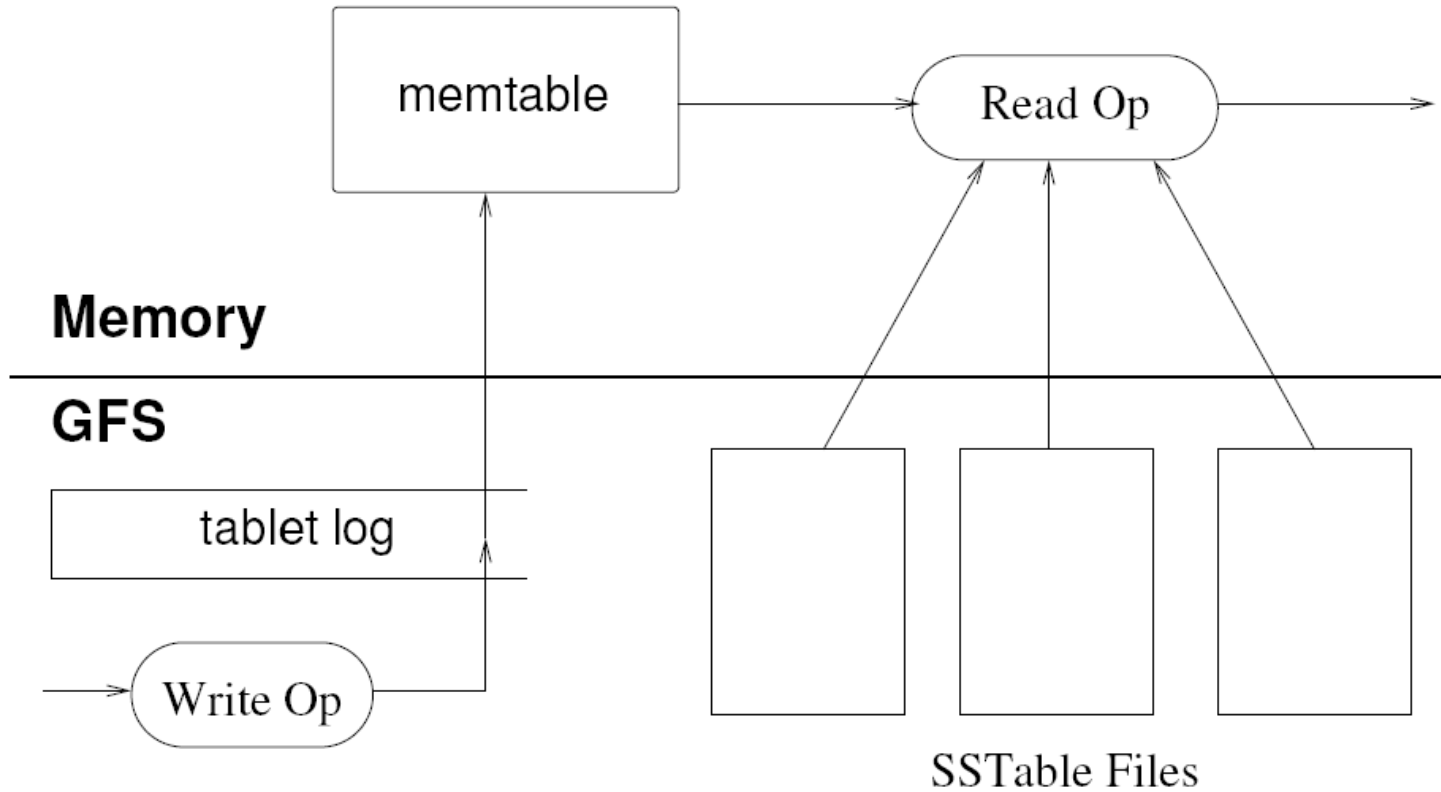 memtable
Read Op
Memory
GFS
tablet log
Write Op
SSTable Files